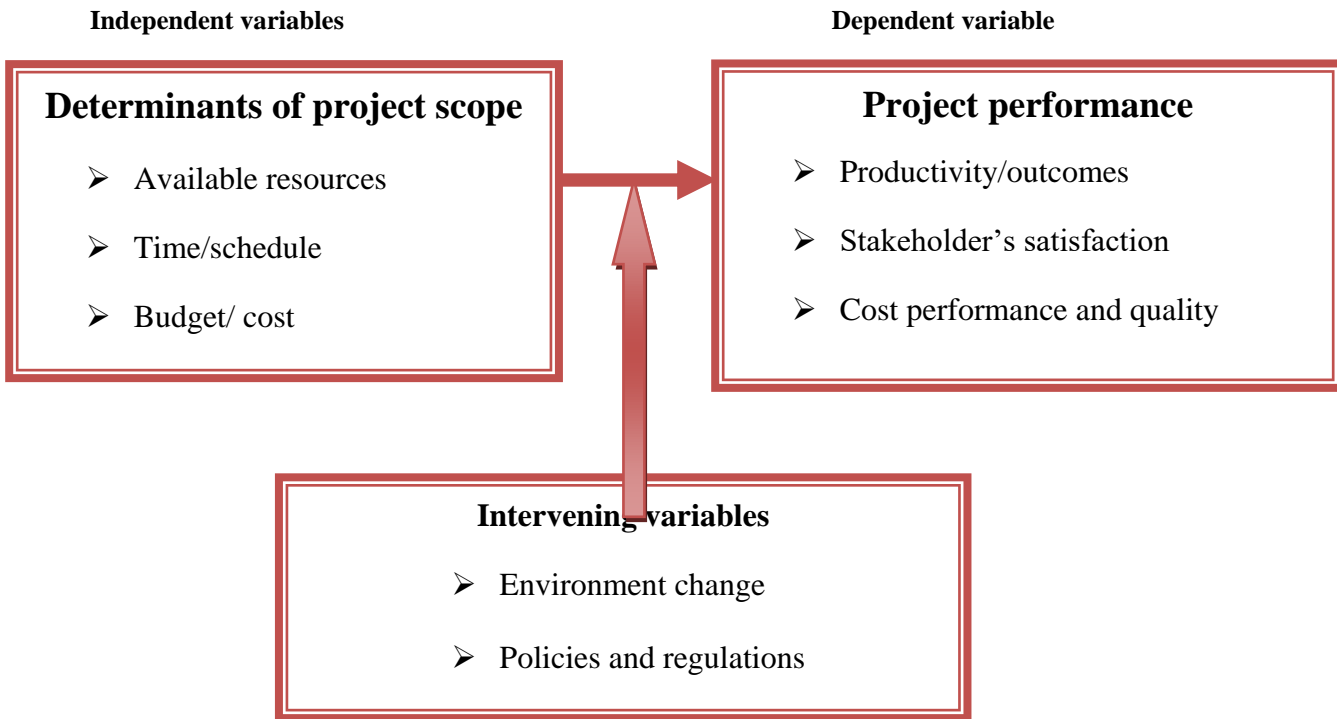 Independent variables
Dependent variable
Determinants of project scope
➢ Available resources
➢ Time/schedule
➢ Budget/ cost
Project performance
➢ Productivity/outcomes
➢ Stakeholder’s satisfaction
➢ Cost performance and quality
Intervening variables
➢ Environment change
➢ Policies and regulations